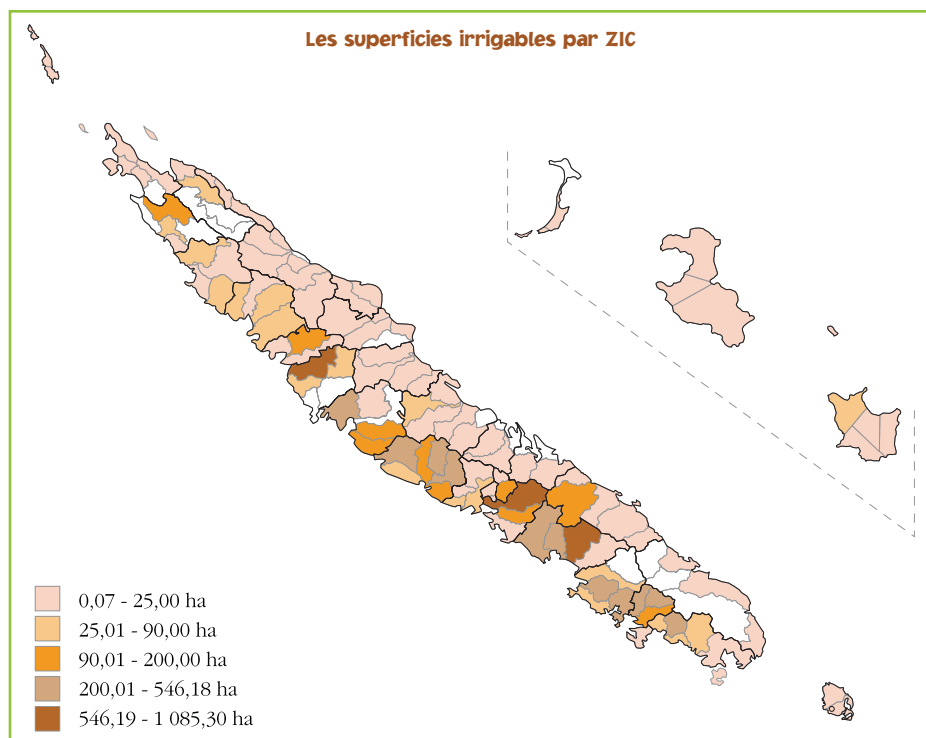 Les superficies irrigables par ZIC
0,07 - 25,00 ha
25,01 - 90,00 ha
90,01 - 200,00 ha
200,01 - 546,18 ha
546,19 - 1 085,30 ha